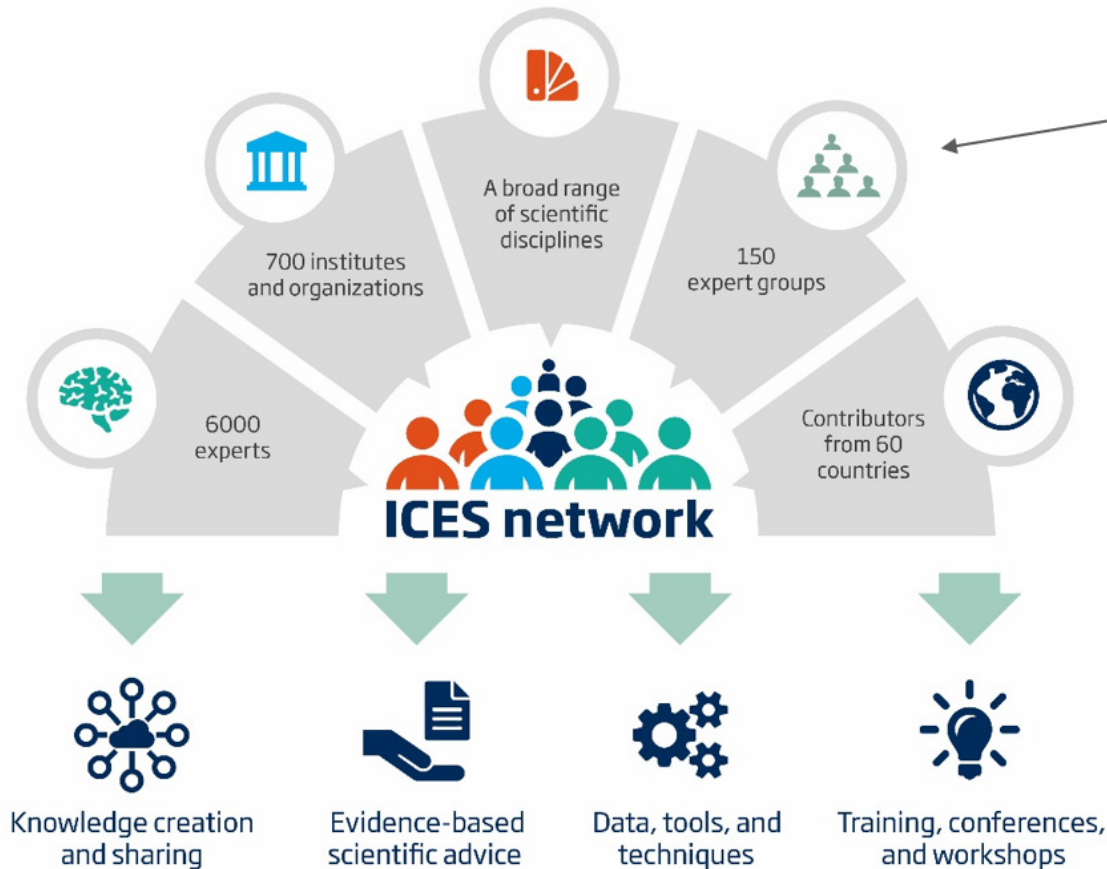 A broad range
of scientific
disciplines
700 institutes
and organizations
150
expert groups
6000
experts
Contributors
from 60
countries
ICES network
Knowledge creation
and sharing
Evidence-based
scientific advice
Data, tools, and
techniques
Training, conferences,
and workshops